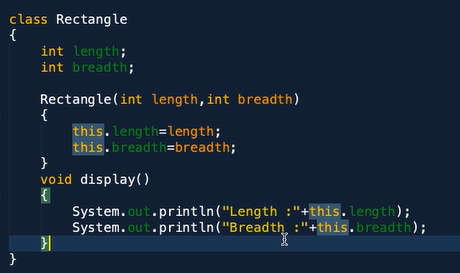 class Rectangle
{
    int length;
    int breadth;

    Rectangle(int length,int breadth)
    {
        this.length=length;
        this.breadth=breadth;
    }
    void display()
    {
        System.out.println("Length :"+this.length);
        System.out.println("Breadth :"+this.breadth);
    }
}